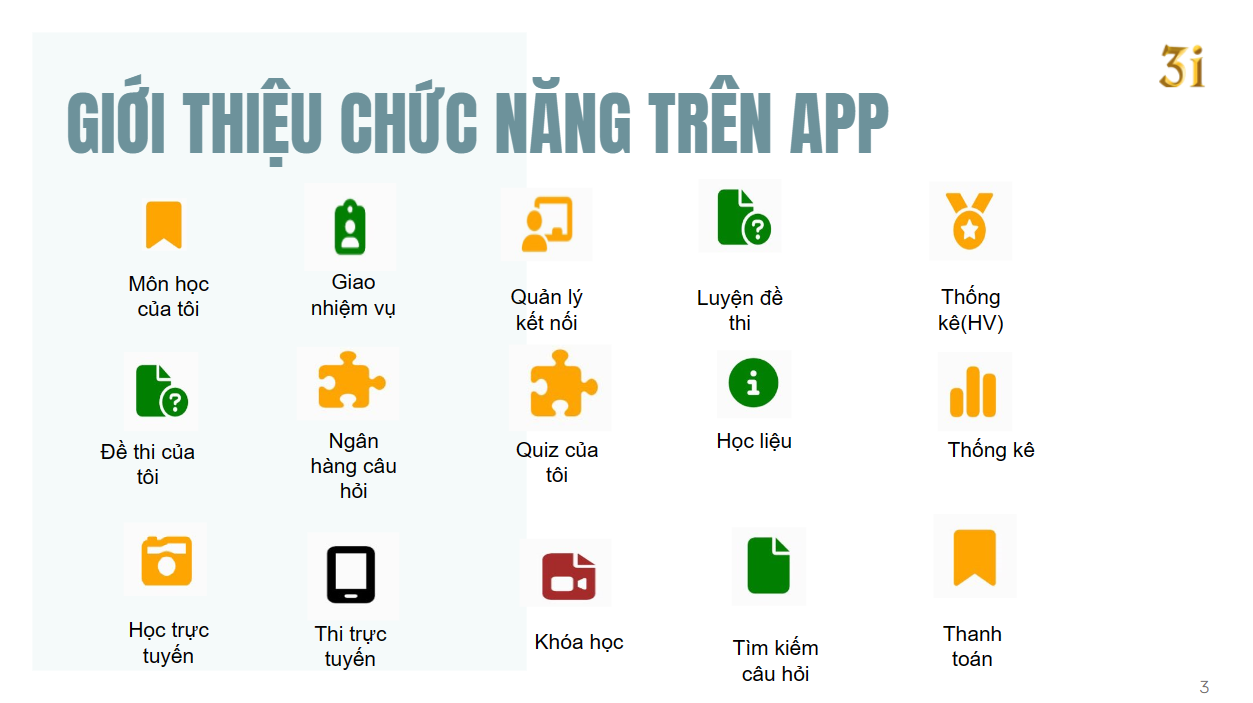 3i
GIỚI THIỆU CHỨC NĂNG TRÊN APP
Môn học
của tôi
Giao
nhiệm vụ
Quản lý
kết nối
Luyện đề
thi
Thống
kê(HV)
Đề thi của
tôi
Ngân
hàng câu
hỏi
Quiz của
tôi
Học liệu
Thống kê
Học trực
tuyến
Thi trực
tuyến
Khóa học
Tìm kiếm
câu hỏi
Thanh
toán
3